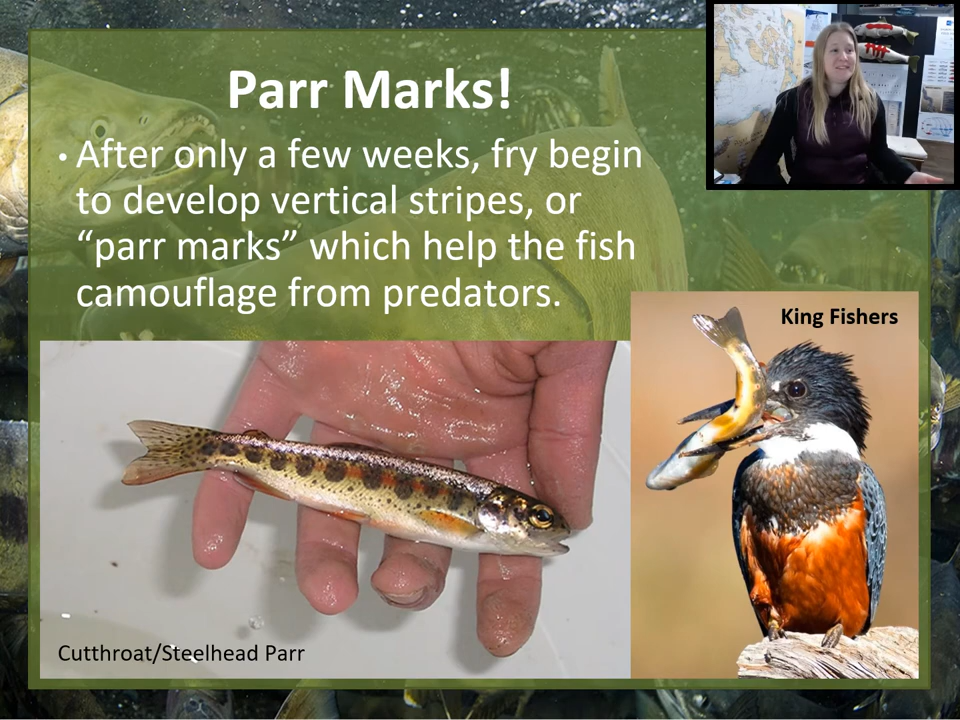 Parr Marks!
• After only a few weeks, fry begin
to develop vertical stripes, or
“parr marks” which help the fish
camouflage from predators.
King Fishers
Cutthroat/Steelhead Parr